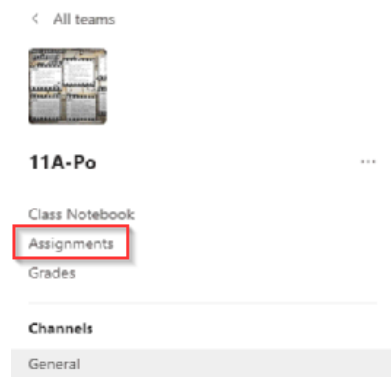 < All teams
11A-Po
...
Class Notebook
Assignments
Grades
Channels
General